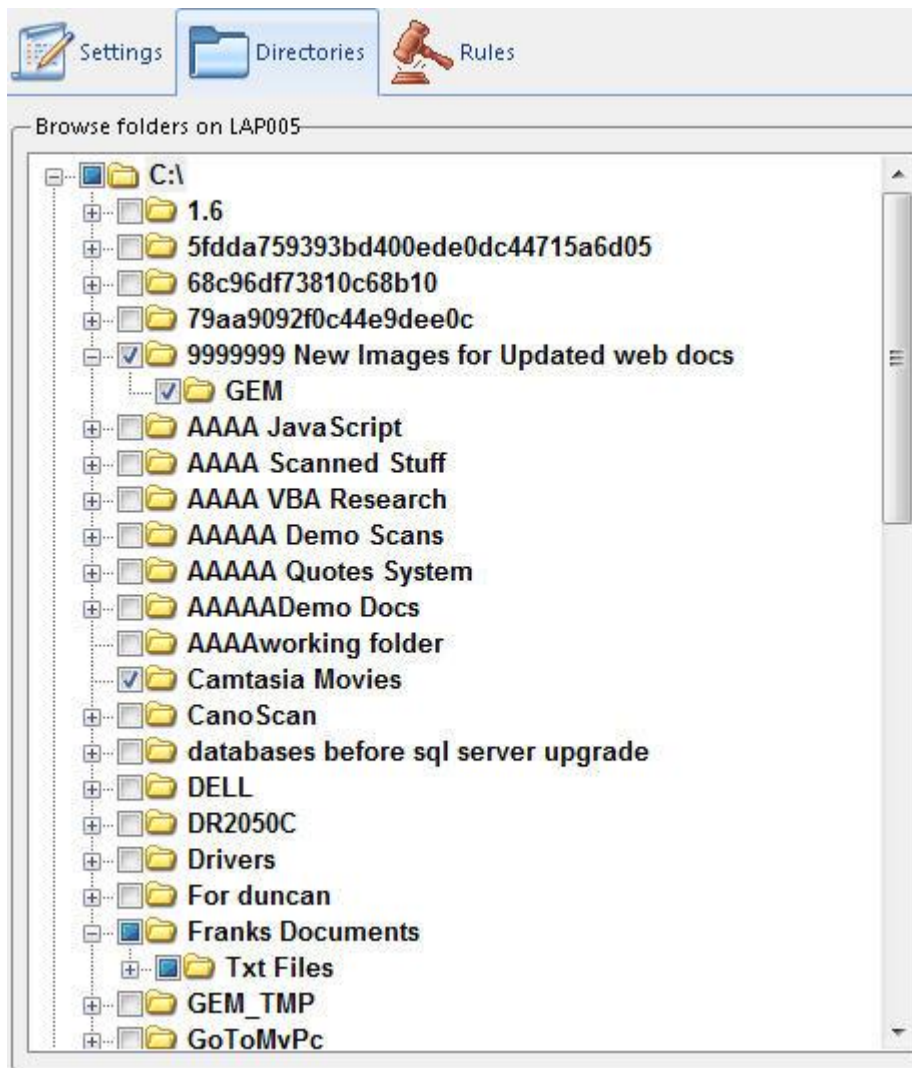 Settings
Directories
Rules
Browse folders on LAP005
C:\
1.6
5fdda759393bd400ede0dc44715a6d05
68c96df73810c68b10
79aa9092f0c44e9dee0c
9999999 New Images for Updated web docs
GEM
AAAA JavaScript
AAAA Scanned Stuff
AAAA VBA Research
AAAAA Demo Scans
AAAAA Quotes System
AAAAADemo Docs
AAAAworking folder
Camtasia Movies
CanoScan
databases before sql server upgrade
DELL
DR2050C
Drivers
For duncan
Franks Documents
Txt Files
GEM_TMP
GoToMyPc